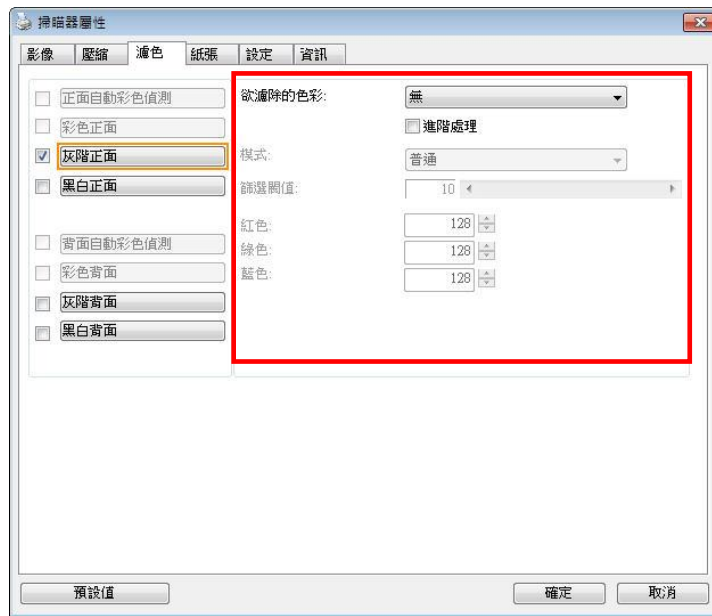 掃瞄器屬性
影像 壓縮 濾色 紙張 設定 資訊
正面自動彩色偵測
彩色正面
灰階正面
黑白正面
背面自動彩色偵測
彩色背面
灰階背面
黑白背面
欲濾除的色彩: 無
進階處理
模式: 普通
篩選閥值: 10
紅色: 128
綠色: 128
藍色: 128
預設值 確定 取消